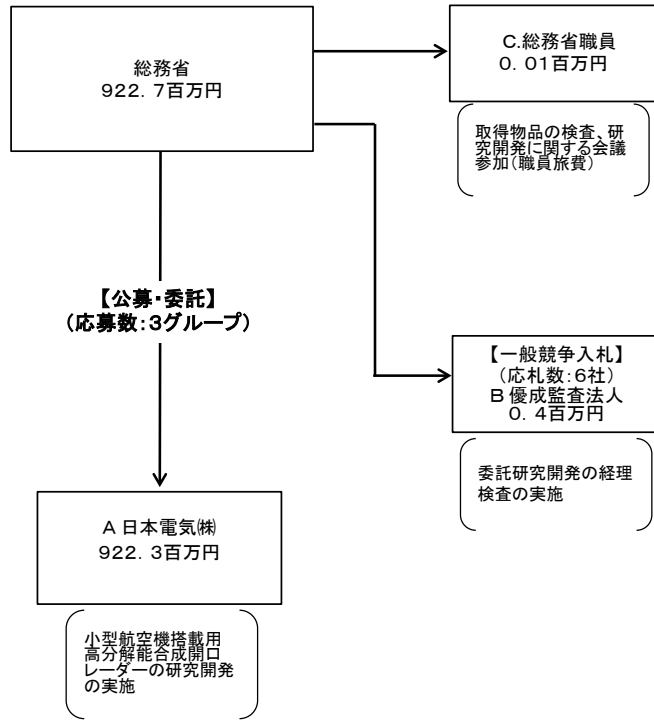 総務省
922．7百万円
C.総務省職員
0．01百万円
取得物品の検査、研
究開発に関する会議
参加（職員旅費）
【公募・委託】
（応募数：3グループ）
【一般競争入札】
（応札数：6社）
B 優成監査法人
0．4百万円
委託研究開発の経理
検査の実施
A 日本電気㈱
922．3百万円
小型航空機搭載用
高分解能合成開口
レーダーの研究開発
の実施